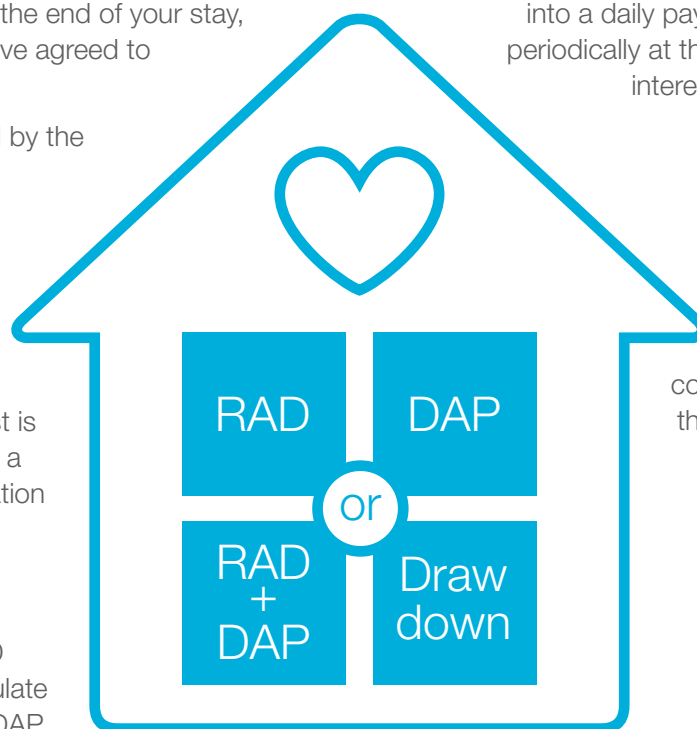 the end of your stay,
ve agreed to
by the
into a daily pay
periodically at th
intere
RAD
DAP
or
RAD
+
DAP
Draw
down
t is
a
tion
co
th
ulate
DAP